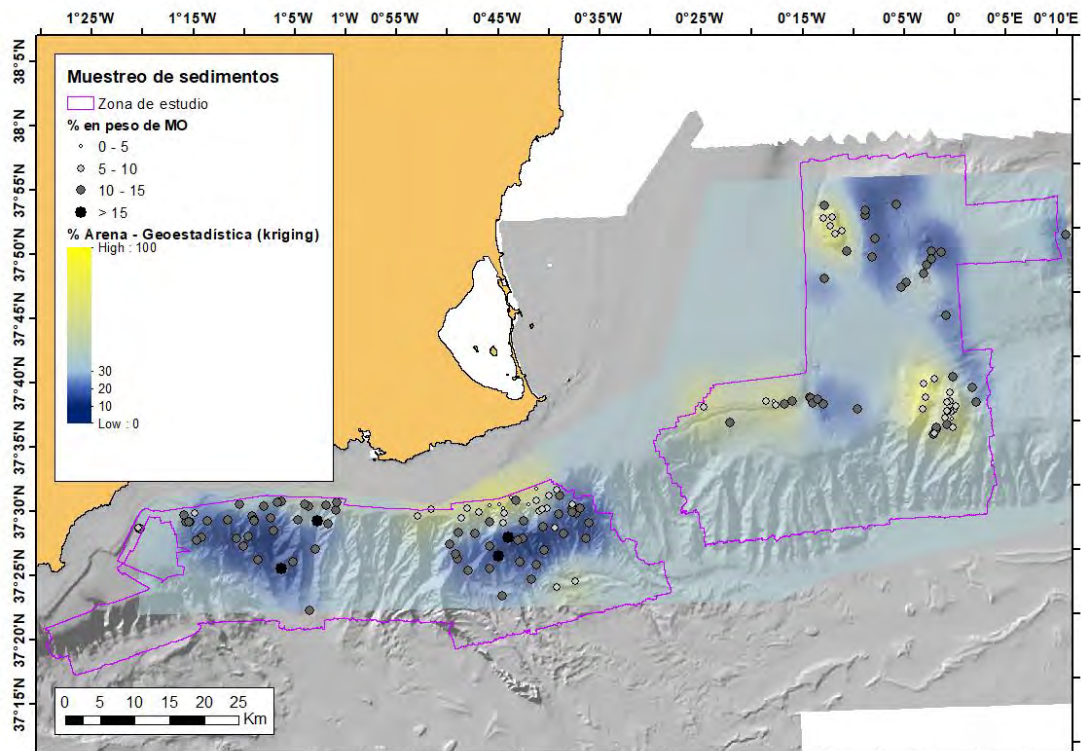 1°25'W 1°15'W 1°5'W 1°W 0°55'W 0°45'W 0°35'W 0°25'W 0°15'W 0°5'W 0° 0°5'E 0°10'E
38°5'N
38°N
37°55'N
37°50'N
37°45'N
37°40'N
37°35'N
37°30'N
37°25'N
37°20'N
37°15'N
Muestreo de sedimentos
Zona de estudio
% en peso de MO
0 - 5
5 - 10
10 - 15
> 15
% Arena - Geoestadística (kriging)
High : 100
30
20
10
Low : 0
0 5 10 15 20 25
Km